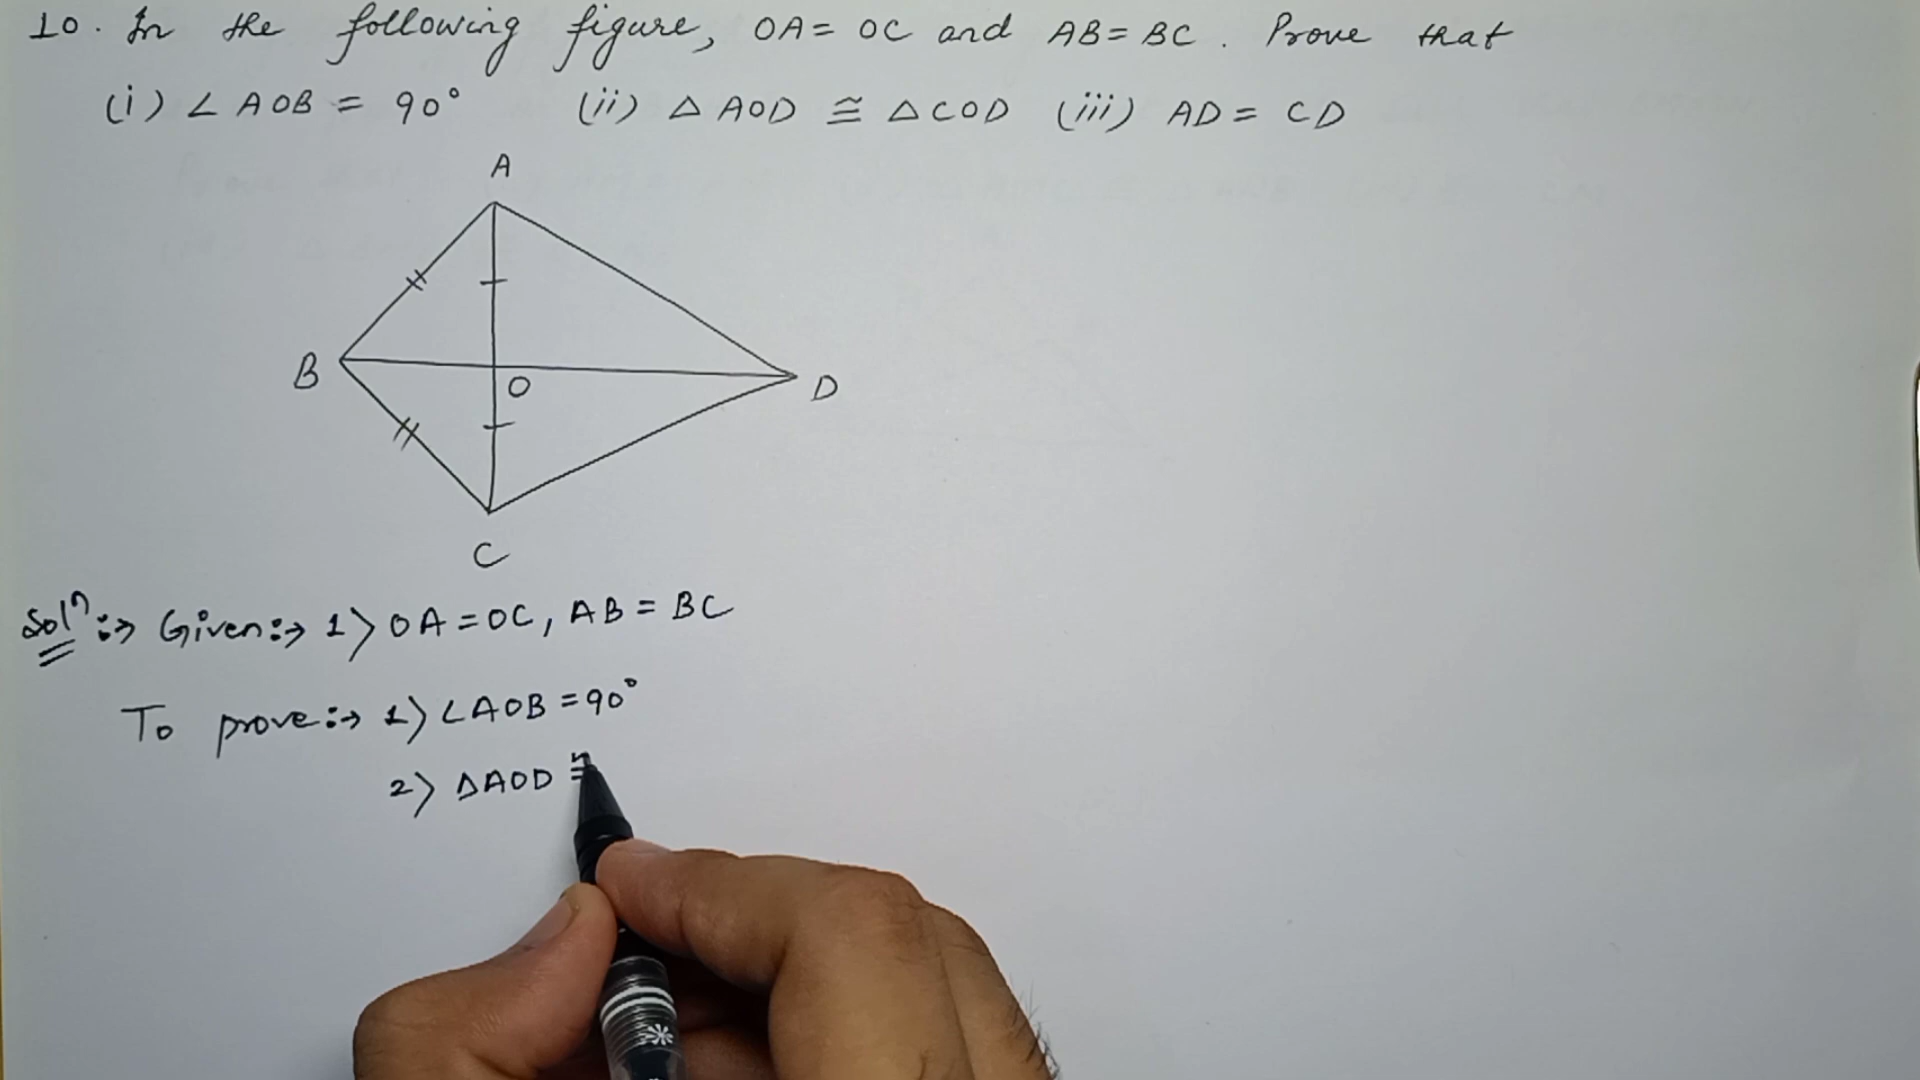 10. In the following figure, OA = OC and AB = BC. Prove that
(i) ∠AOB = 90° (ii) △AOD ≅ △COD (iii) AD = CD
A
B
O
D
C
Solⁿ :→ Given :→ 1> OA = OC, AB = BC
To prove :→ 1> ∠AOB = 90°
2> △AOD ≅